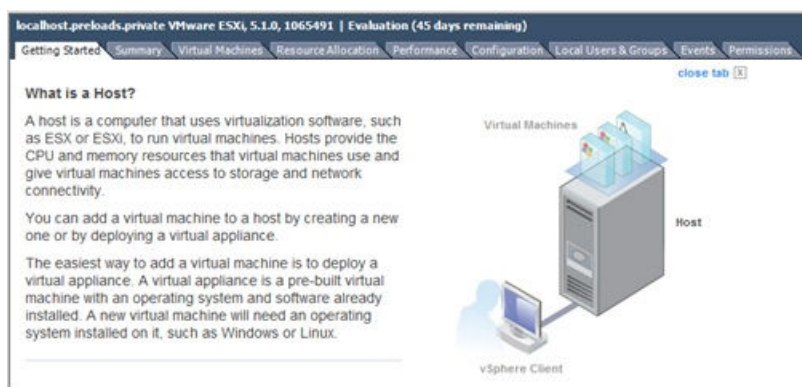 localhost.preloads.private VMware ESXi, 5.1.0, 1065491 | Evaluation (45 days remaining)
Getting Started Summary Virtual Machines Resource Allocation Performance Configuration Local Users & Groups Events Permissions
close tab X
What is a Host?
A host is a computer that uses virtualization software, such
as ESX or ESXi, to run virtual machines. Hosts provide the
CPU and memory resources that virtual machines use and
give virtual machines access to storage and network
connectivity.
You can add a virtual machine to a host by creating a new
one or by deploying a virtual appliance.
The easiest way to add a virtual machine is to deploy a
virtual appliance. A virtual appliance is a pre-built virtual
machine with an operating system and software already
installed. A new virtual machine will need an operating
system installed on it, such as Windows or Linux.
Virtual Machines
Host
vSphere Client